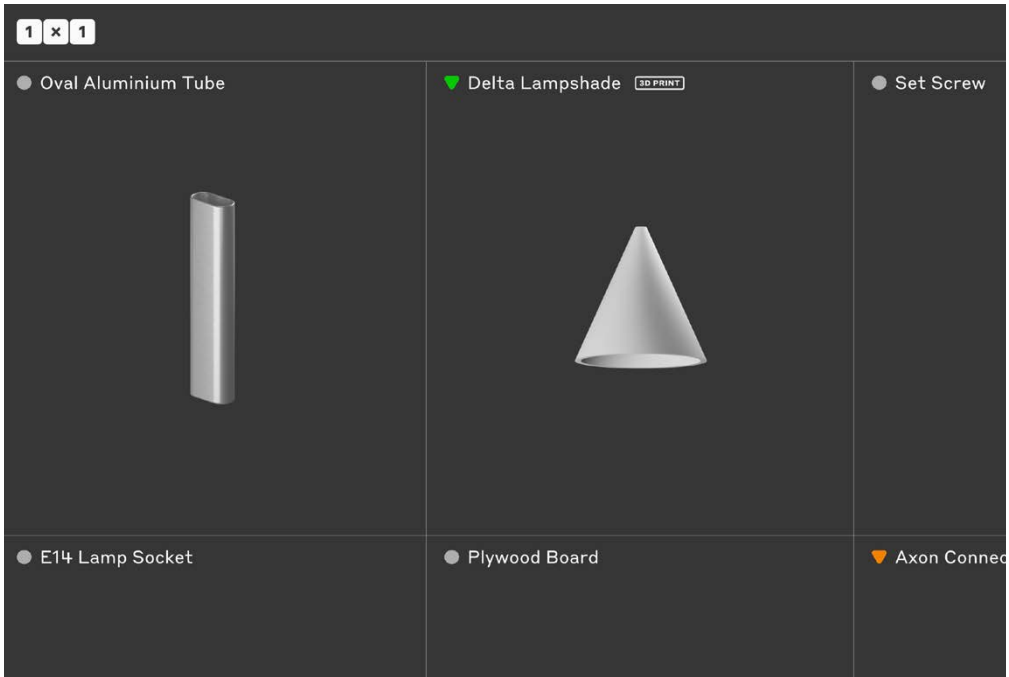 1×1
Oval Aluminium Tube
Delta Lampshade 3D PRINT
Set Screw
E14 Lamp Socket
Plywood Board
Axon Connec